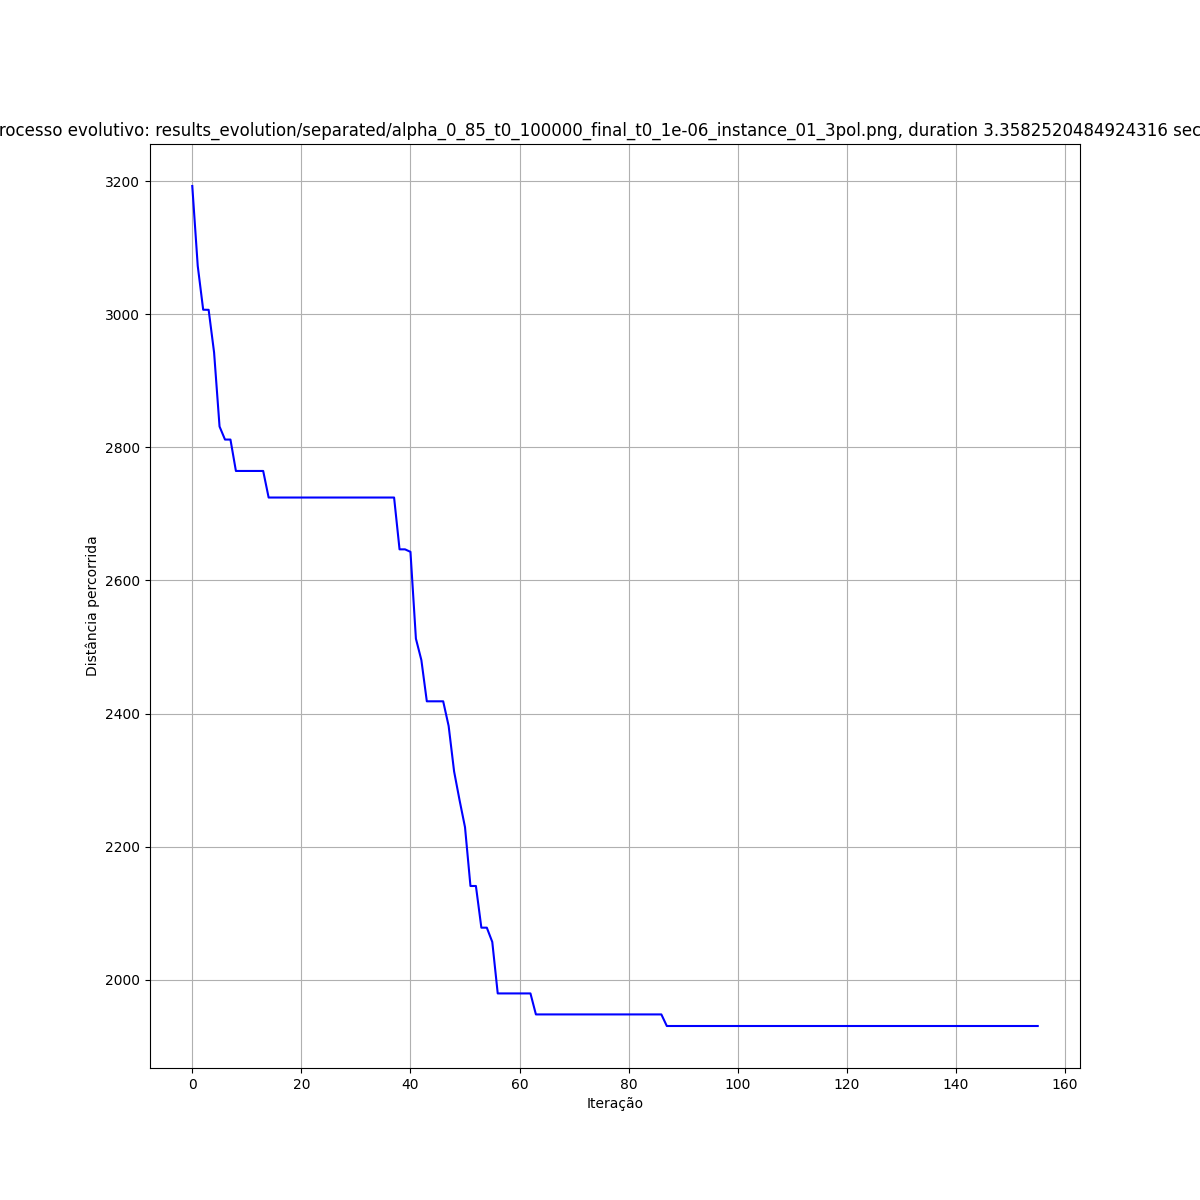 rocesso evolutivo: results_evolution/separated/alpha_0_85_t0_100000_final_t0_1e-06_instance_01_3pol.png, duration 3.3582520484924316 sec
3200
3000
2800
2600
2400
2200
2000
Distância percorrida
0 20 40 60 80 100 120 140 160
Iteração